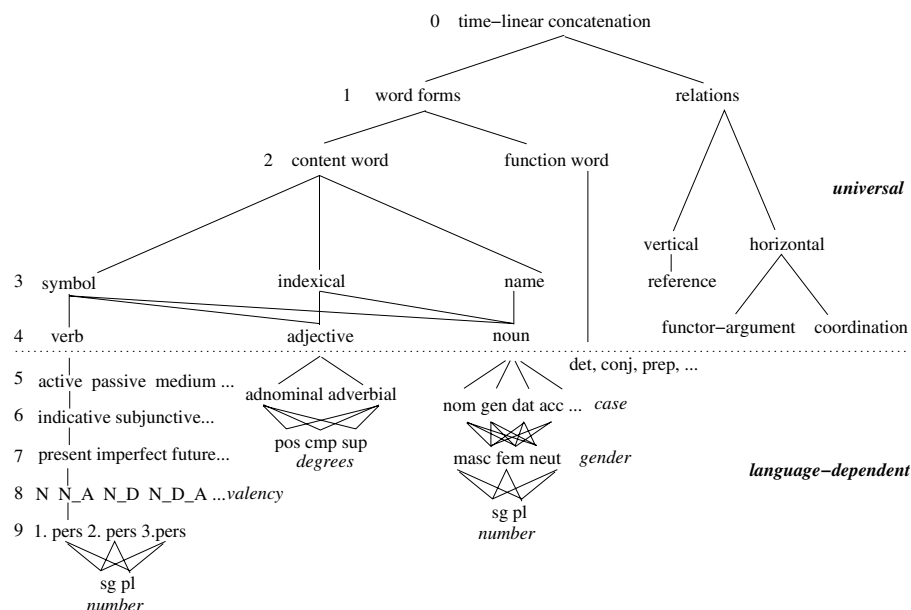 0 time−linear concatenation
1 word forms relations
2 content word function word
universal
vertical horizontal
3 symbol indexical name reference
functor−argument coordination
4 verb adjective noun
det, conj, prep, ...
5 active passive medium ... adnominal adverbial
nom gen dat acc ... case
6 indicative subjunctive...
pos cmp sup
7 present imperfect future... degrees masc fem neut gender
language−dependent
8 N N_A N_D N_D_A ...valency
sg pl
9 1. pers 2. pers 3.pers number
sg pl
number